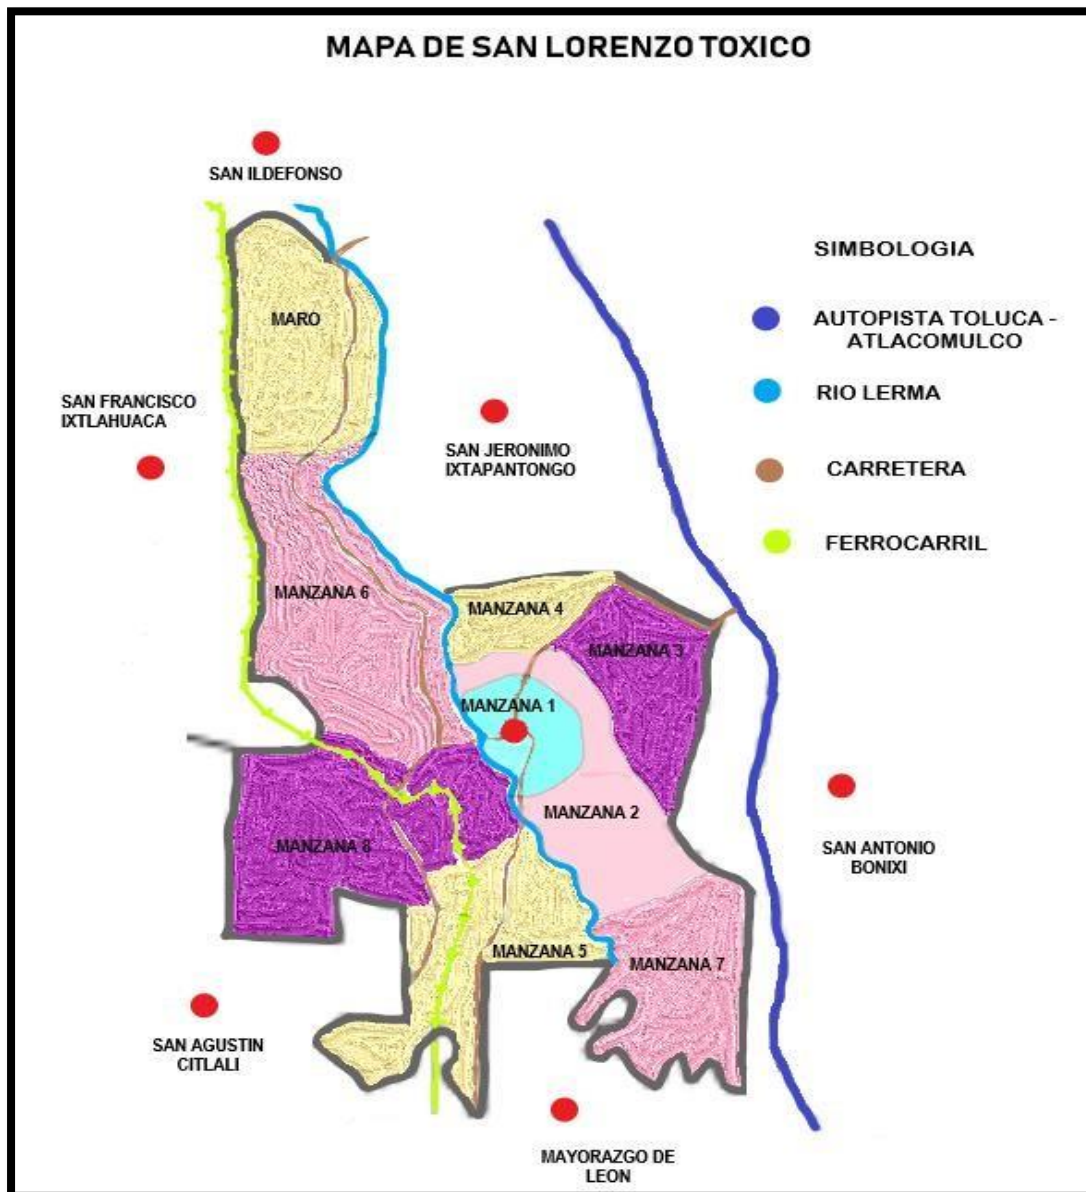 MAPA DE SAN LORENZO TOXICO
SAN ILDEFONSO
SIMBOLOGIA
AUTOPISTA TOLUCA -
ATLACOMULCO
RIO LERMA
CARRETERA
FERROCARRIL
MARO
SAN FRANCISCO
IXTLAHUACA
SAN JERONIMO
IXTAPANTONGO
MANZANA 6
MANZANA 4
MANZANA 3
MANZANA 1
MANZANA 2
MANZANA 8
SAN ANTONIO
BONIXI
MANZANA 5
MANZANA 7
SAN AGUSTIN
CITLALI
MAYORAZGO DE
LEON